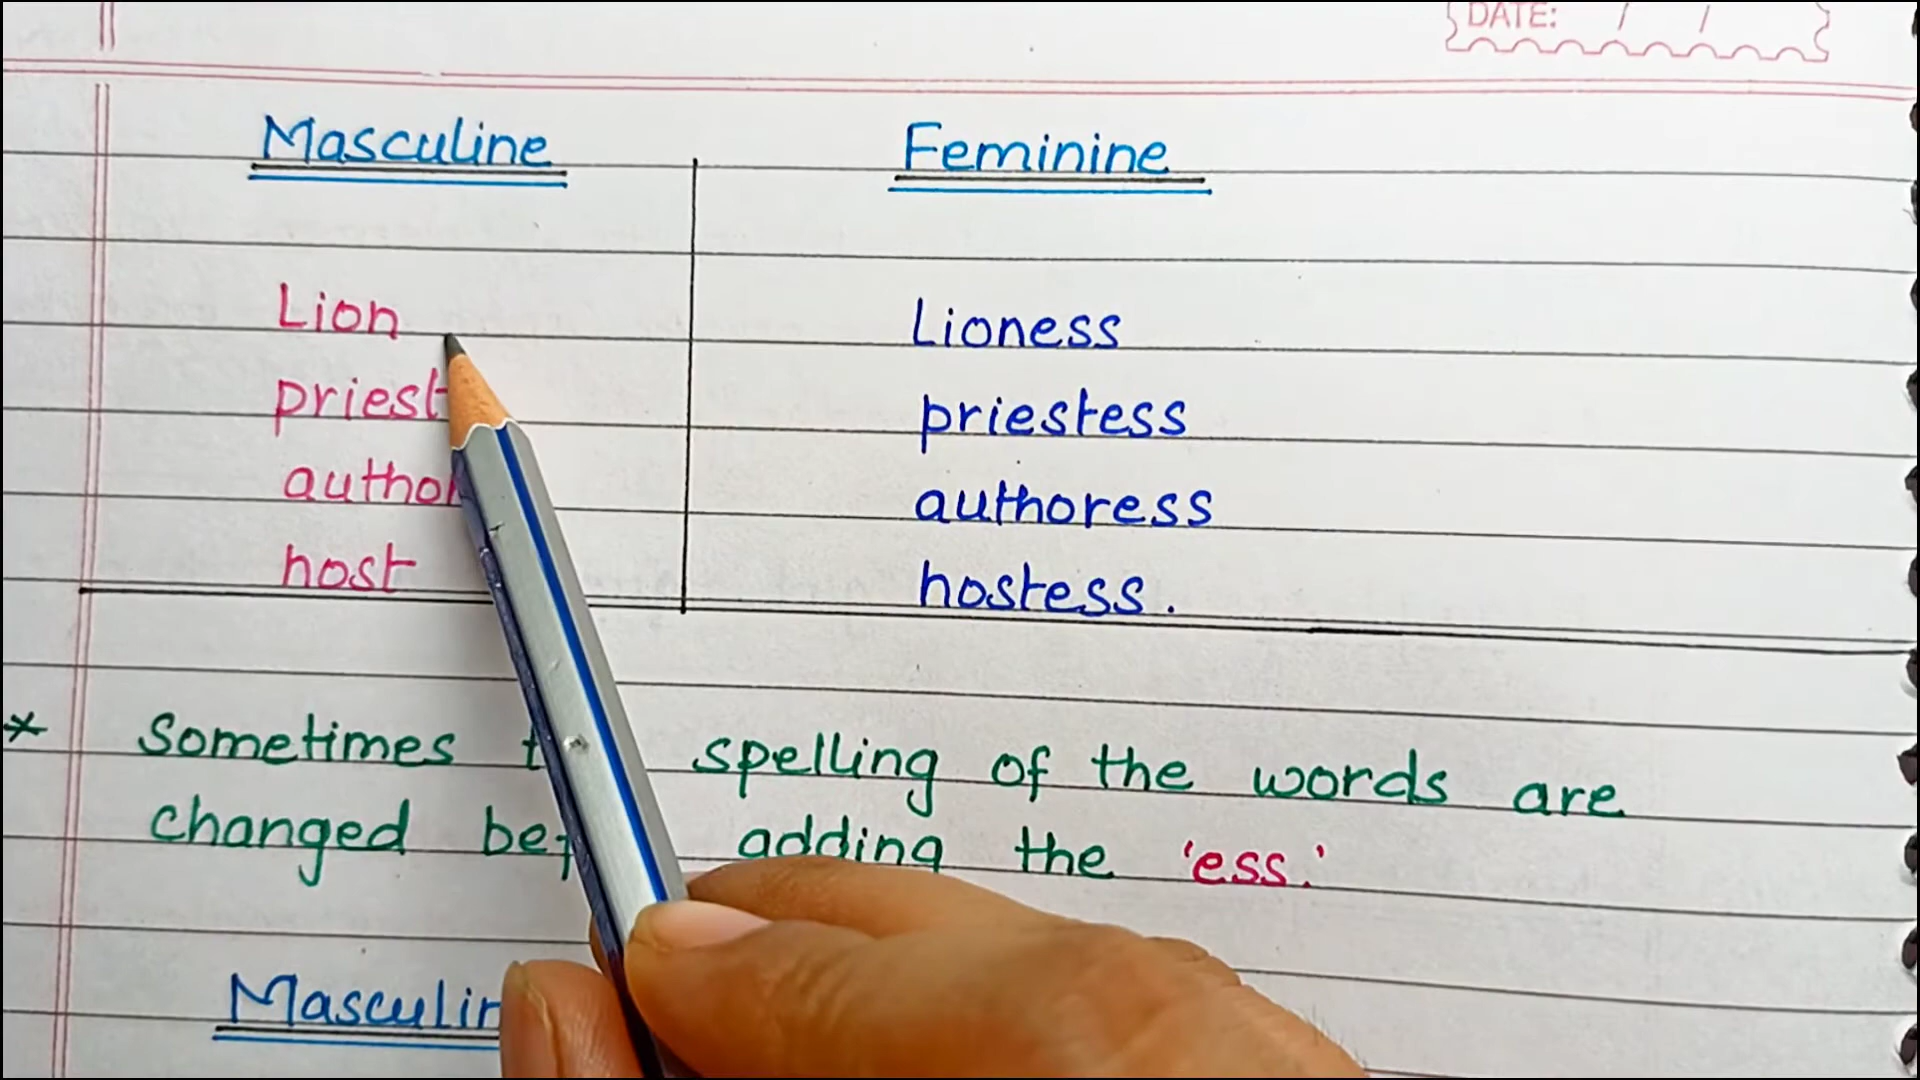 DATE: / /
Masculine Feminine
Lion Lioness
priest priestess
author authoress
host hostess.
* Sometimes spelling of the words are
changed adding the 'ess.'